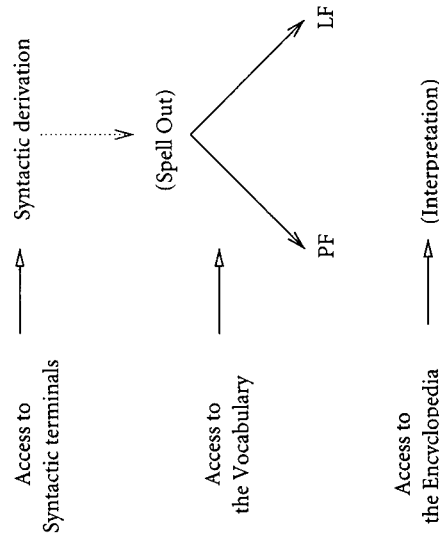 Access to
Syntactic terminals
Syntactic derivation
Access to
the Vocabulary
(Spell Out)
PF
LF
Access to
the Encyclopedia
(Interpretation)